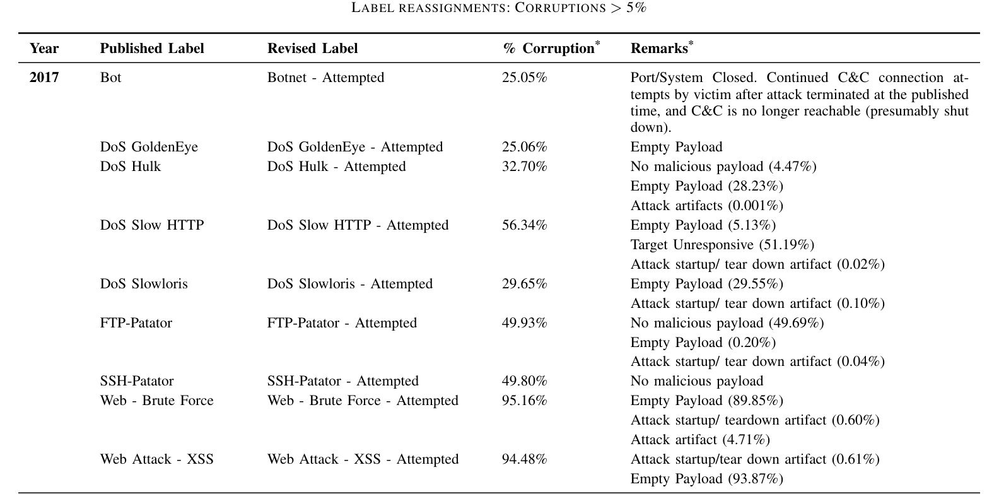 LABEL REASSIGNMENTS: CORRUPTIONS > 5%
Year Published Label Revised Label % Corruption* Remarks*
2017 Bot Botnet - Attempted 25.05% Port/System Closed. Continued C&C connection at-
tempts by victim after attack terminated at the published
time, and C&C is no longer reachable (presumably shut
down).
DoS GoldenEye DoS GoldenEye - Attempted 25.06% Empty Payload
DoS Hulk DoS Hulk - Attempted 32.70% No malicious payload (4.47%)
Empty Payload (28.23%)
Attack artifacts (0.001%)
DoS Slow HTTP DoS Slow HTTP - Attempted 56.34% Empty Payload (5.13%)
Target Unresponsive (51.19%)
Attack startup/ tear down artifact (0.02%)
DoS Slowloris DoS Slowloris - Attempted 29.65% Empty Payload (29.55%)
Attack startup/ tear down artifact (0.10%)
FTP-Patator FTP-Patator - Attempted 49.93% No malicious payload (49.69%)
Empty Payload (0.20%)
Attack startup/ tear down artifact (0.04%)
SSH-Patator SSH-Patator - Attempted 49.80% No malicious payload
Web - Brute Force Web - Brute Force - Attempted 95.16% Empty Payload (89.85%)
Attack startup/ teardown artifact (0.60%)
Attack artifact (4.71%)
Web Attack - XSS Web Attack - XSS - Attempted 94.48% Attack startup/tear down artifact (0.61%)
Empty Payload (93.87%)